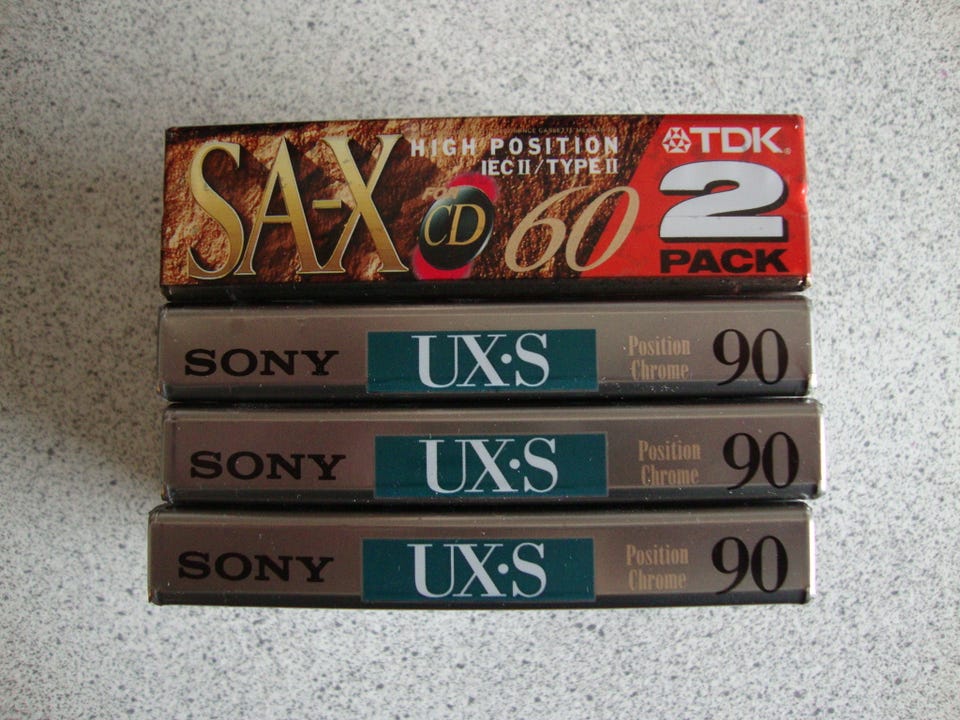 SA-X
HIGH POSITION
IEC II/TYPE II
FOR
CD
60
TDK
2
PACK
SONY UX·S Position Chrome 90
SONY UX·S Position Chrome 90
SONY UX·S Position Chrome 90